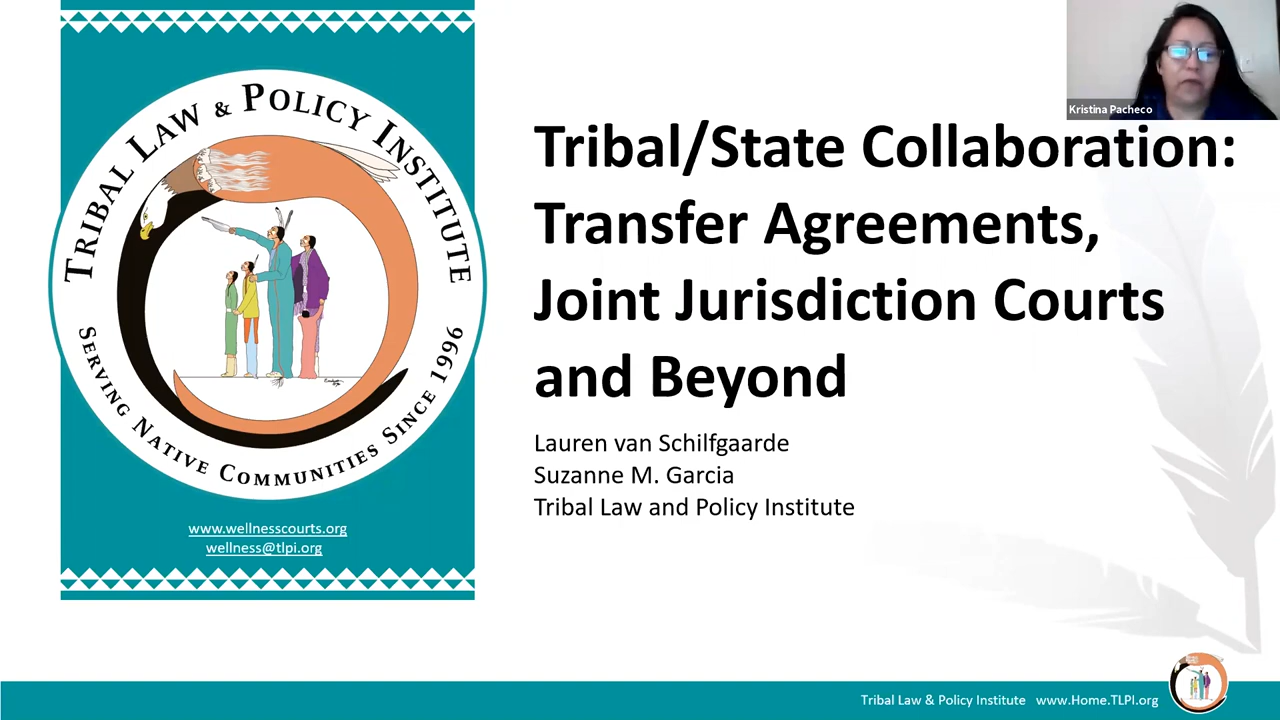 TRIBAL LAW & POLICY INSTITUTE
SERVING NATIVE COMMUNITIES SINCE 1996
www.wellnesscourts.org
wellness@tlpi.org
Kristina Pacheco
Tribal/State Collaboration:
Transfer Agreements,
Joint Jurisdiction Courts
and Beyond
Lauren van Schilfgaarde
Suzanne M. Garcia
Tribal Law and Policy Institute
Tribal Law & Policy Institute www.Home.TLPI.org